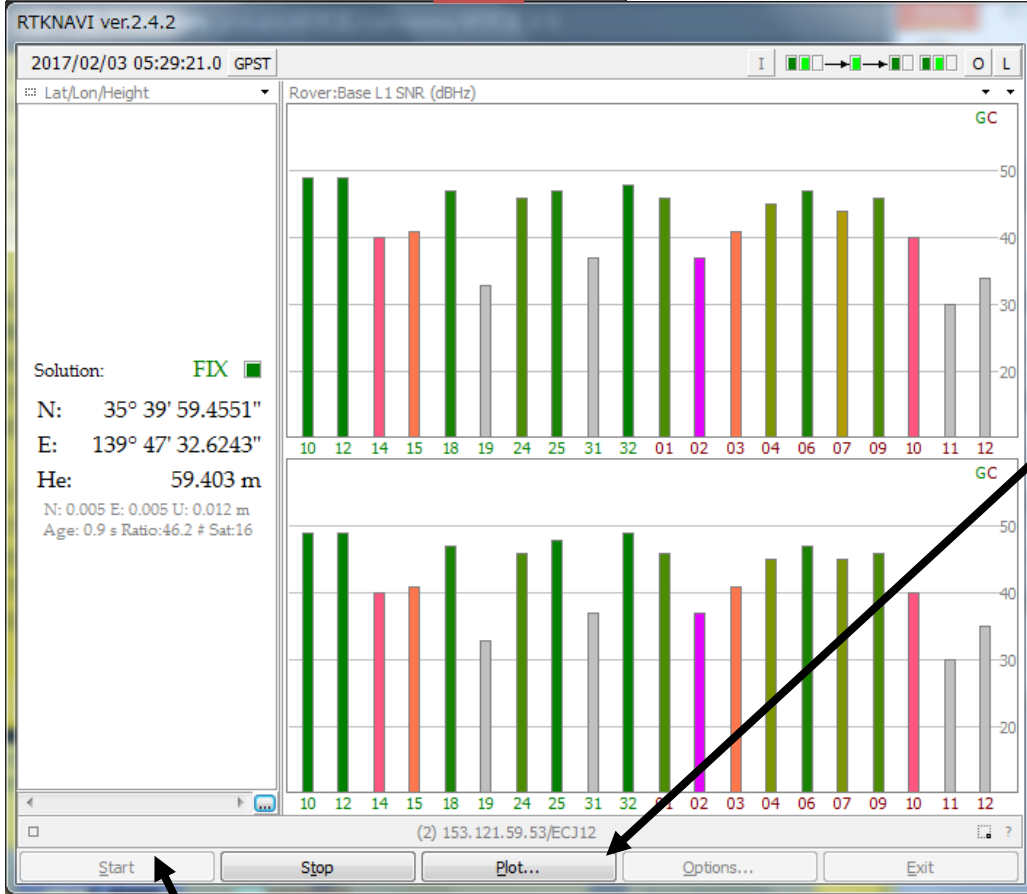 RTKNAVI ver.2.4.2
2017/02/03 05:29:21.0 GPST
I
O L
Lat/Lon/Height
Rover:Base L1 SNR (dBHz)
GC
50
40
30
20
10 12 14 15 18 19 24 25 31 32 01 02 03 04 06 07 09 10 11 12
Solution: FIX
N: 35° 39' 59.4551"
E: 139° 47' 32.6243"
He: 59.403 m
N: 0.005 E: 0.005 U: 0.012 m
Age: 0.9 s Ratio:46.2 # Sat:16
GC
50
40
30
20
10 12 14 15 18 19 24 25 31 32 01 02 03 04 06 07 09 10 11 12
...
(2) 153.121.59.53/ECJ12
?
Start Stop Plot... Options... Exit